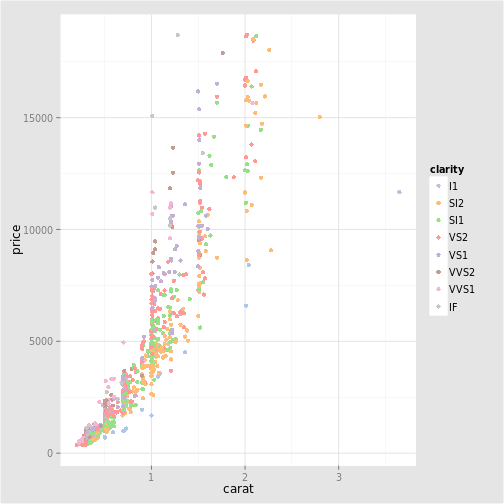 15000
10000
5000
0
price
1
2
3
carat
clarity
I1
SI2
SI1
VS2
VS1
VVS2
VVS1
IF